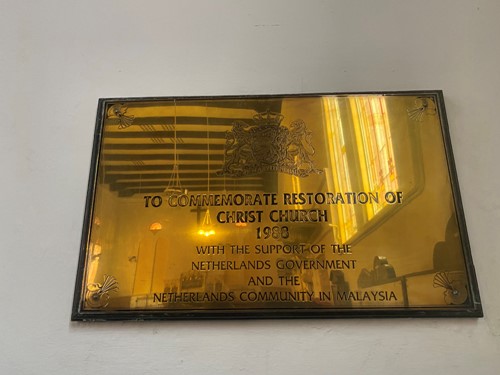 TO COMMEMORATE RESTORATION OF
CHRIST CHURCH
1988
WITH THE SUPPORT OF THE
NETHERLANDS GOVERNMENT
AND THE
NETHERLANDS COMMUNITY IN MALAYSIA